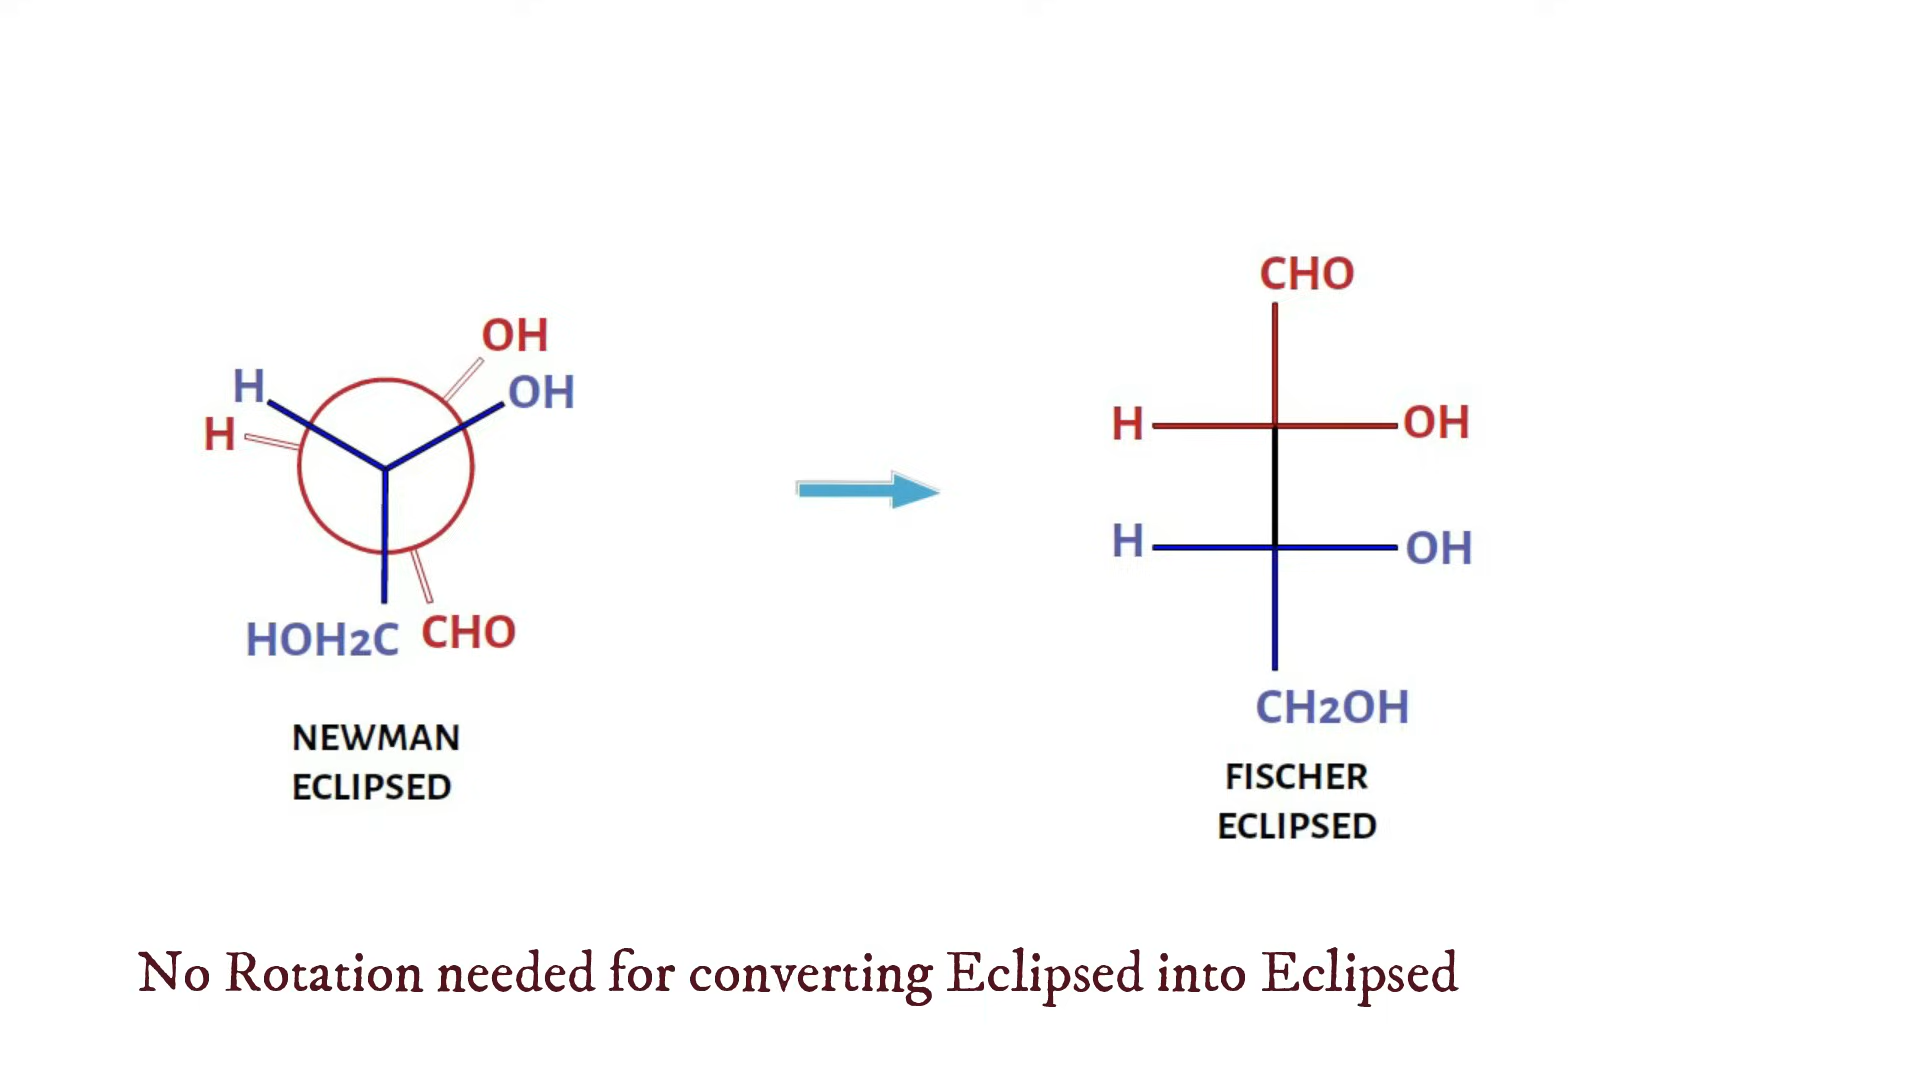 OH
H
OH
H
HOH2C
CHO
NEWMAN
ECLIPSED
CHO
H
OH
H
OH
CH2OH
FISCHER
ECLIPSED
No Rotation needed for converting Eclipsed into Eclipsed